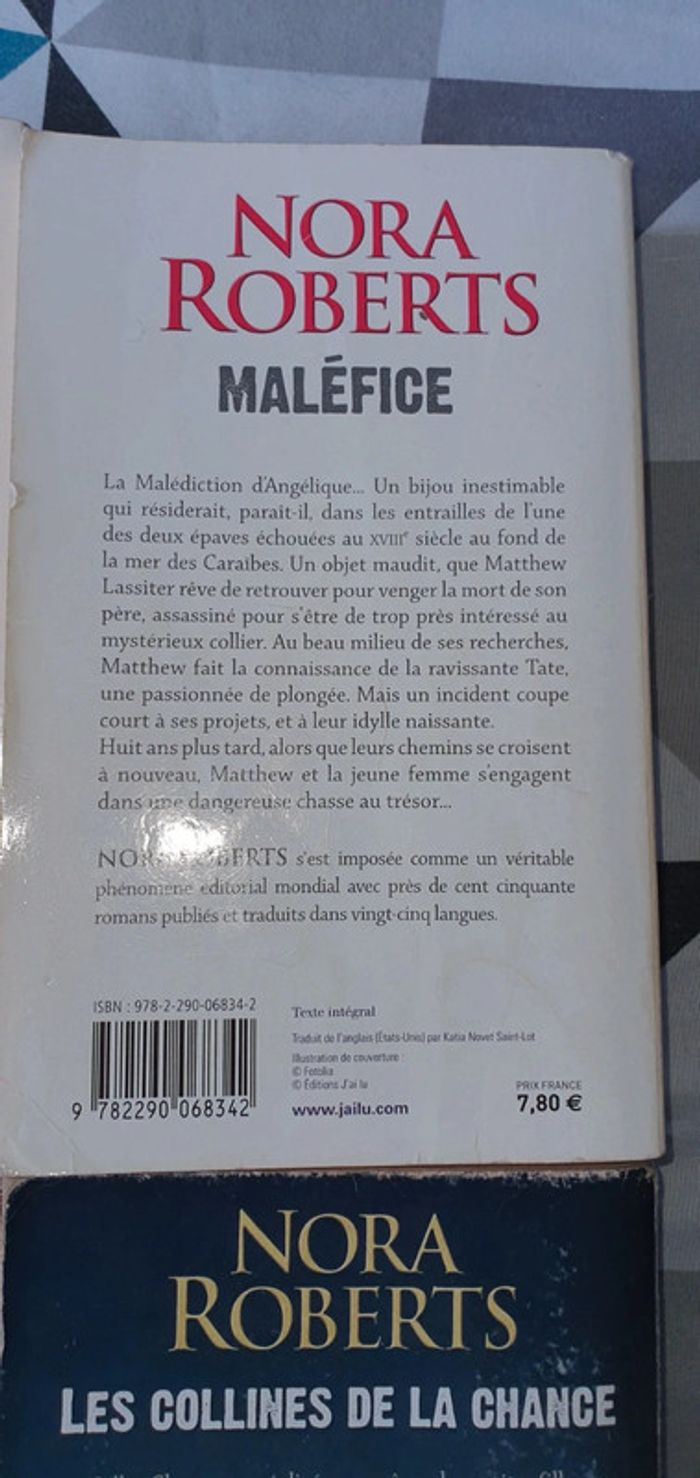 NORA
ROBERTS
MALÉFICE
La Malédiction d'Angélique... Un bijou inestimable
qui résiderait, paraît-il, dans les entrailles de l'une
des deux épaves échouées au XVIIIe siècle au fond de
la mer des Caraïbes. Un objet maudit, que Matthew
Lassiter rêve de retrouver pour venger la mort de son
père, assassiné pour s'être de trop près intéressé au
mystérieux collier. Au beau milieu de ses recherches,
Matthew fait la connaissance de la ravissante Tate,
une passionnée de plongée. Mais un incident coupe
court à ses projets, et à leur idylle naissante.
Huit ans plus tard, alors que leurs chemins se croisent
à nouveau, Matthew et la jeune femme s'engagent
dans une dangereuse chasse au trésor...
NORA ROBERTS s'est imposée comme un véritable
phénomène éditorial mondial avec près de cent cinquante
romans publiés et traduits dans vingt-cinq langues.
ISBN : 978-2-290-06834-2
9 782290 068342
Texte intégral
Traduit de l'anglais (États-Unis) par Katia Novet Saint-Lot
Illustration de couverture :
© Fotolia
© Éditions J'ai lu
www.jailu.com
PRIX FRANCE
7,80 €
NORA
ROBERTS
LES COLLINES DE LA CHANCE